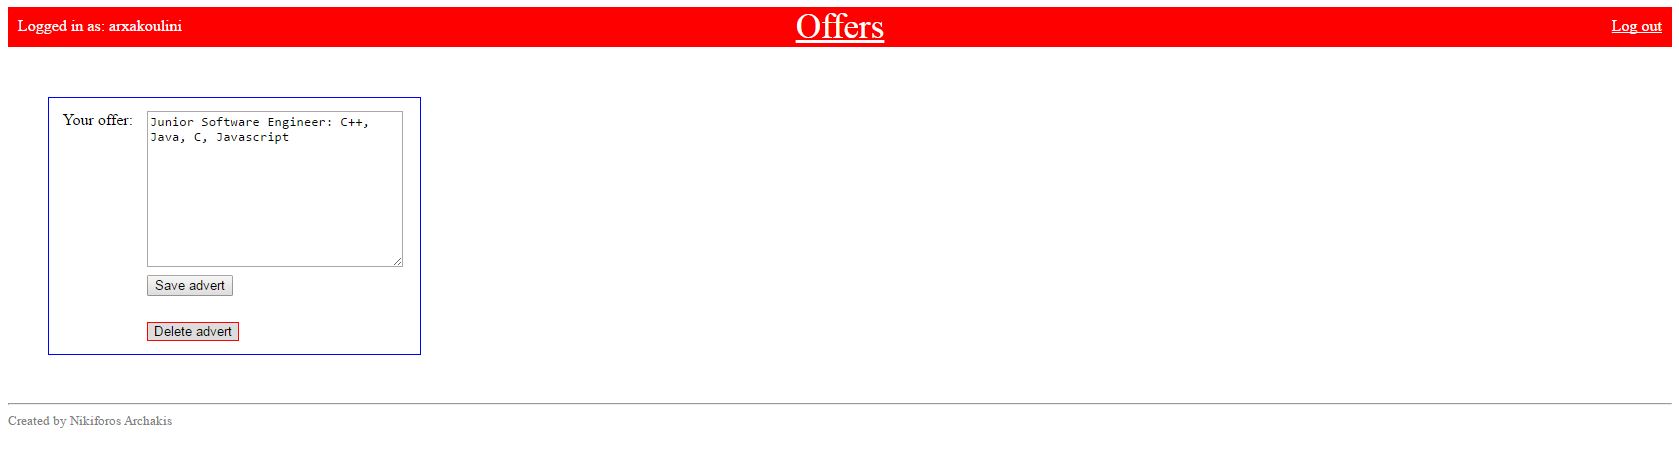 Logged in as: arxakoulini
Offers
Log out
Your offer:
Junior Software Engineer: C++,
Java, C, Javascript
Save advert
Delete advert
Created by Nikiforos Archakis